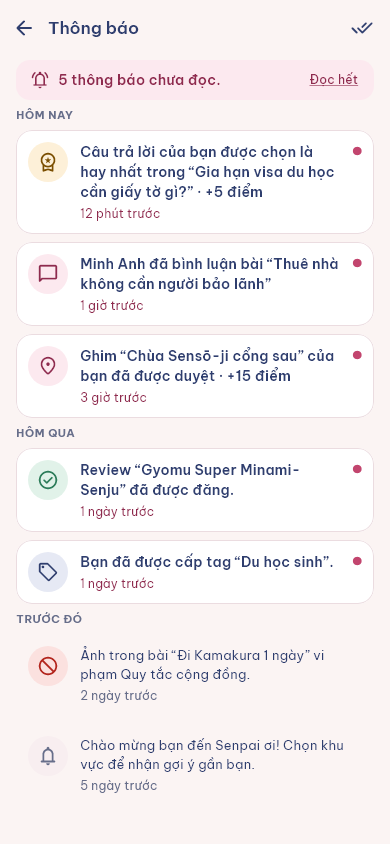 Thông báo
5 thông báo chưa đọc.
Đọc hết
HÔM NAY
Câu trả lời của bạn được chọn là
hay nhất trong “Gia hạn visa du học
cần giấy tờ gì?” · +5 điểm
12 phút trước
Minh Anh đã bình luận bài “Thuê nhà
không cần người bảo lãnh”
1 giờ trước
Ghim “Chùa Sensō-ji cổng sau” của
bạn đã được duyệt · +15 điểm
3 giờ trước
HÔM QUA
Review “Gyomu Super Minami-
Senju” đã được đăng.
1 ngày trước
Bạn đã được cấp tag “Du học sinh”.
1 ngày trước
TRƯỚC ĐÓ
Ảnh trong bài “Đi Kamakura 1 ngày” vi
phạm Quy tắc cộng đồng.
2 ngày trước
Chào mừng bạn đến Senpai ơi! Chọn khu
vực để nhận gợi ý gần bạn.
5 ngày trước